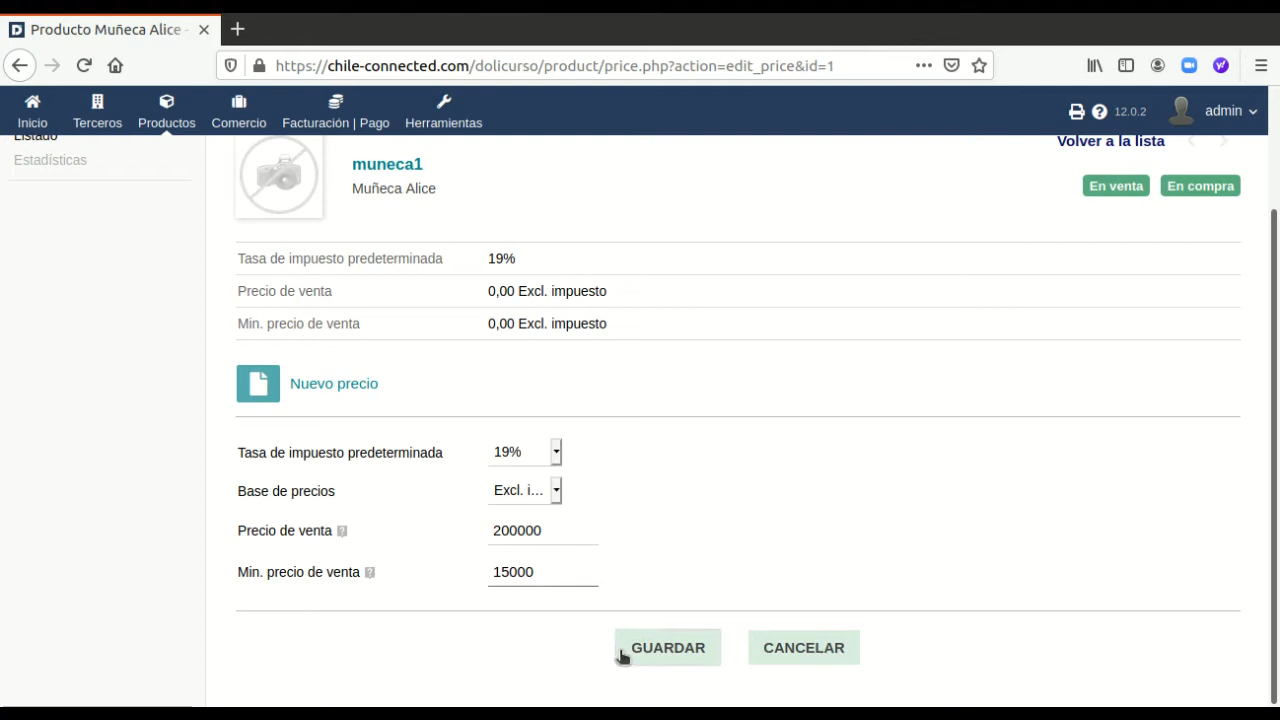 Producto Muñeca Alice -
https://chile-connected.com/dolicurso/product/price.php?action=edit_price&id=1
Inicio
Terceros
Productos
Comercio
Facturación | Pago
Herramientas
12.0.2
admin
Listado
Estadísticas
Volver a la lista
muneca1
Muñeca Alice
En venta
En compra
Tasa de impuesto predeterminada 19%
Precio de venta 0,00 Excl. impuesto
Min. precio de venta 0,00 Excl. impuesto
Nuevo precio
Tasa de impuesto predeterminada 19%
Base de precios Excl. i...
Precio de venta 200000
Min. precio de venta 15000
GUARDAR
CANCELAR